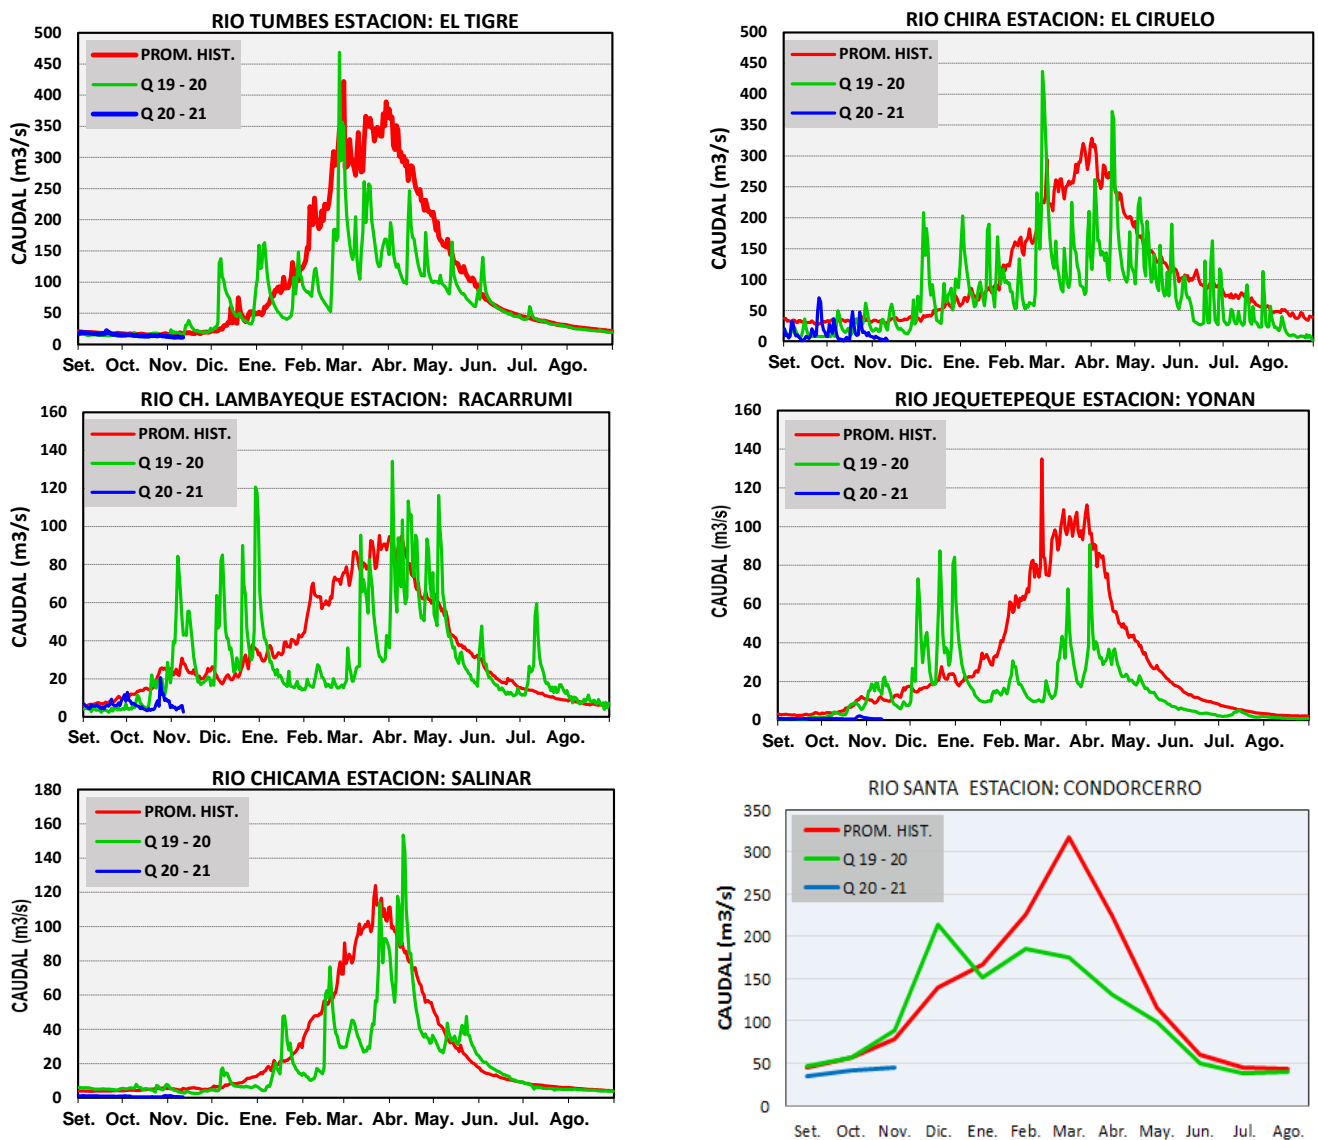 RIO TUMBES ESTACION: EL TIGRE
CAUDAL (m3/s)
500
450
400
350
300
250
200
150
100
50
0
PROM. HIST.
Q 19 - 20
Q 20 - 21
Set. Oct. Nov. Dic. Ene. Feb. Mar. Abr. May. Jun. Jul. Ago.
RIO CHIRA ESTACION: EL CIRUELO
CAUDAL (m3/s)
500
450
400
350
300
250
200
150
100
50
0
PROM. HIST.
Q 19 - 20
Q 20 - 21
Set. Oct. Nov. Dic. Ene. Feb. Mar. Abr. May. Jun. Jul. Ago.
RIO CH. LAMBAYEQUE ESTACION: RACARRUMI
CAUDAL (m3/s)
160
140
120
100
80
60
40
20
0
PROM. HIST.
Q 19 - 20
Q 20 - 21
Set. Oct. Nov. Dic. Ene. Feb. Mar. Abr. May. Jun. Jul. Ago.
RIO JEQUETEPEQUE ESTACION: YONAN
CAUDAL (m3/s)
160
140
120
100
80
60
40
20
0
PROM. HIST.
Q 19 - 20
Q 20 - 21
Set. Oct. Nov. Dic. Ene. Feb. Mar. Abr. May. Jun. Jul. Ago.
RIO CHICAMA ESTACION: SALINAR
CAUDAL (m3/s)
180
160
140
120
100
80
60
40
20
0
PROM. HIST.
Q 19 - 20
Q 20 - 21
Set. Oct. Nov. Dic. Ene. Feb. Mar. Abr. May. Jun. Jul. Ago.
RIO SANTA ESTACION: CONDORCERRO
CAUDAL (m3/s)
350
300
250
200
150
100
50
0
PROM. HIST.
Q 19 - 20
Q 20 - 21
Set. Oct. Nov. Dic. Ene. Feb. Mar. Abr. May. Jun. Jul. Ago.